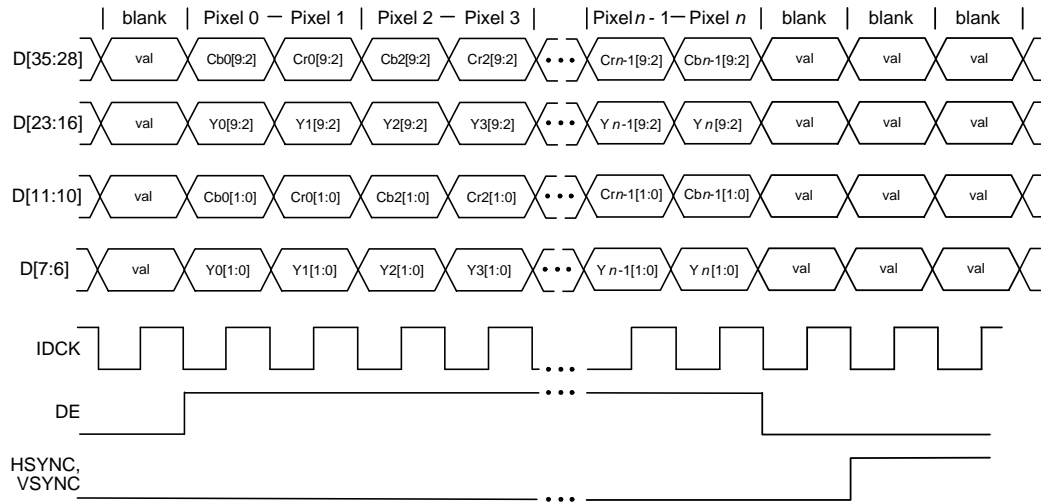 blank Pixel 0 — Pixel 1 Pixel 2 — Pixel 3 Pixel n - 1 — Pixel n blank blank blank
D[35:28] val Cb0[9:2] Cr0[9:2] Cb2[9:2] Cr2[9:2] ••• Crn-1[9:2] Cbn-1[9:2] val val val
D[23:16] val Y0[9:2] Y1[9:2] Y2[9:2] Y3[9:2] ••• Yn-1[9:2] Yn[9:2] val val val
D[11:10] val Cb0[1:0] Cr0[1:0] Cb2[1:0] Cr2[1:0] ••• Crn-1[1:0] Cbn-1[1:0] val val val
D[7:6] val Y0[1:0] Y1[1:0] Y2[1:0] Y3[1:0] ••• Yn-1[1:0] Yn[1:0] val val val
IDCK •••
DE •••
HSYNC,
VSYNC •••